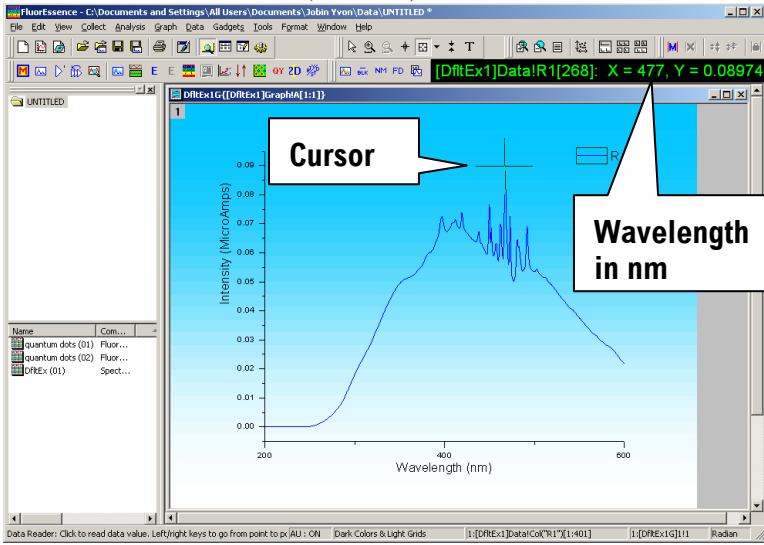 FluorEssence - C:\Documents and Settings\All Users\Documents\Jobin Yvon\Data\UNTITLED *
File Edit View Collect Analysis Graph Data Gadgets Tools Format Window Help
T
M
M E E QY 2D BLK NM FD [DfltEx1]Data!R1[268]: X = 477, Y = 0.08974
UNTITLED
DfltEx1G{[DfltEx1]Graph!A[1:1]}
1
Cursor
R
Wavelength
in nm
0.09
0.08
0.07
0.06
0.05
0.04
0.03
0.02
0.01
0.00
Intensity (MicroAmps)
200 400 600
Wavelength (nm)
Name Com...
quantum dots (01) Fluor...
quantum dots (02) Fluor...
DfltEx (01) Spect...
Data Reader: Click to read data value. Left/right keys to go from point to pc AU : ON Dark Colors & Light Grids 1:[DfltEx1]Data!Col("R1")[1:401] 1:[DfltEx1G]1!1 Radian